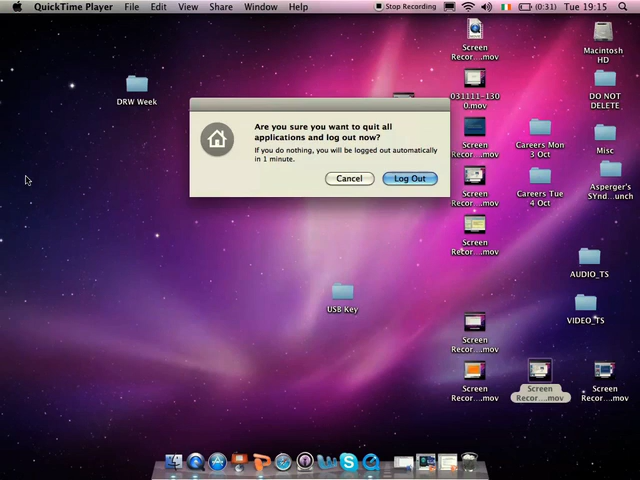 QuickTime Player File Edit View Share Window Help Stop Recording (0:31) Tue 19:15
Are you sure you want to quit all
applications and log out now?
If you do nothing, you will be logged out automatically
in 1 minute.
Cancel Log Out
DRW Week
USB Key
Screen
Recor....mov
031111-130
0.mov
Screen
Recor....mov
Screen
Recor....mov
Screen
Recor....mov
Screen
Recor....mov
Screen
Recor....mov
Careers Mon
3 Oct
Careers Tue
4 Oct
Screen
Recor....mov
Macintosh
HD
DO NOT
DELETE
Misc
Asperger's
SYnd...unch
AUDIO_TS
VIDEO_TS
Screen
Recor....mov